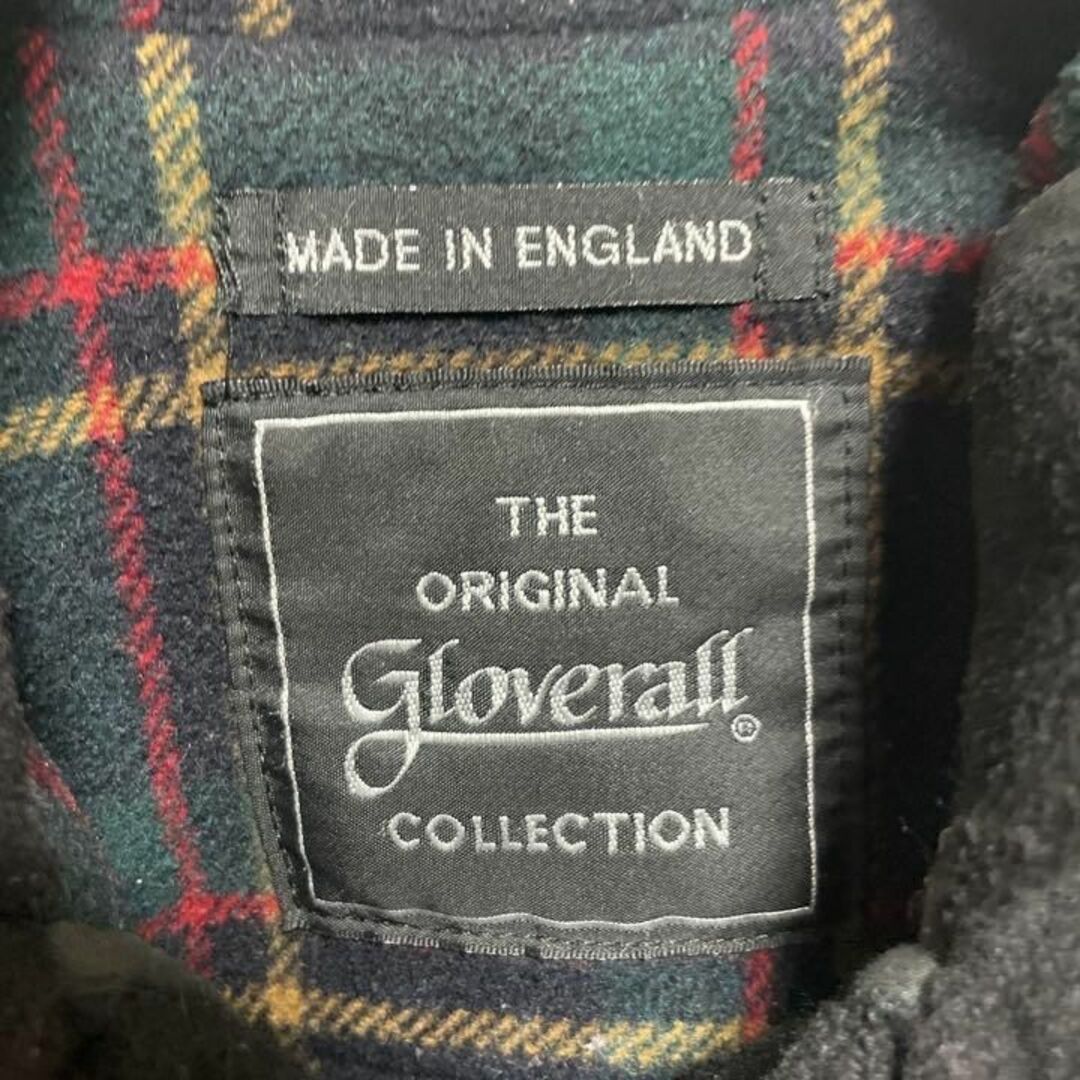 MADE IN ENGLAND
THE
ORIGINAL
Gloverall®
COLLECTION